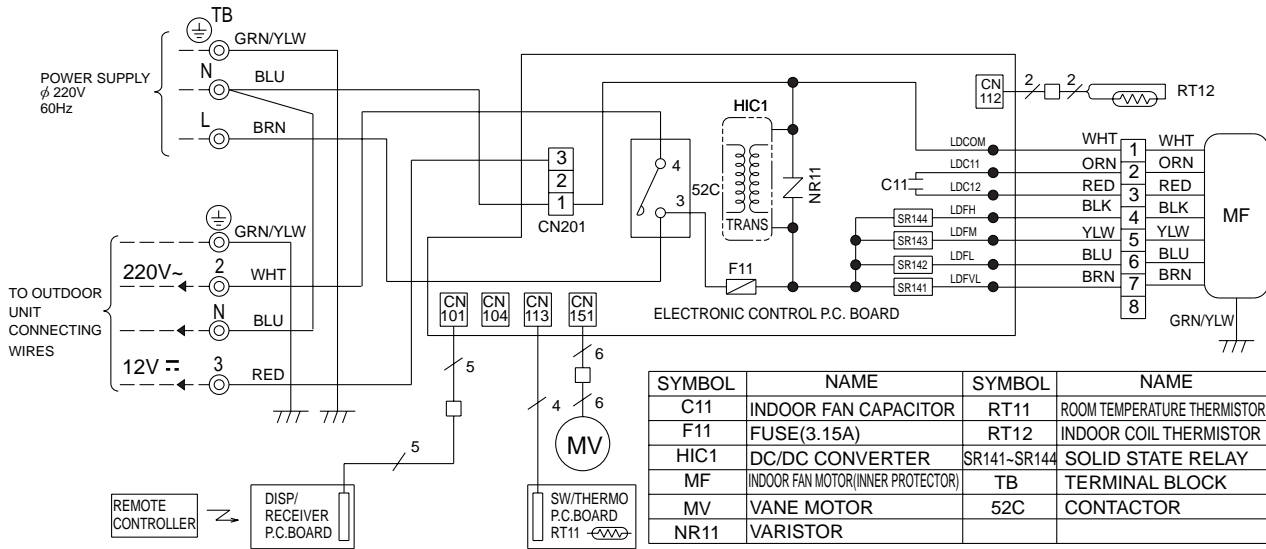 TB
GRN/YLW
POWER SUPPLY
ϕ 220V
60Hz
N
BLU
L
BRN
GRN/YLW
TO OUTDOOR
UNIT
CONNECTING
WIRES
220V~
2
WHT
N
BLU
12V
3
RED
3
2
1
CN201
4
3
52C
HIC1
TRANS
NR11
F11
C11
LDCOM
LDC11
LDC12
SR144
LDFH
SR143
LDFM
SR142
LDFL
SR141
LDFVL
ELECTRONIC CONTROL P.C. BOARD
CN
112
2
2
RT12
WHT 1 WHT
ORN 2 ORN
RED 3 RED
BLK 4 BLK
YLW 5 YLW
BLU 6 BLU
BRN 7 BRN
8
MF
GRN/YLW
CN
101
CN
104
CN
113
CN
151
5
5
4
6
6
MV
REMOTE
CONTROLLER
DISP/
RECEIVER
P.C.BOARD
SW/THERMO
P.C.BOARD
RT11
SYMBOL NAME SYMBOL NAME
C11 INDOOR FAN CAPACITOR RT11 ROOM TEMPERATURE THERMISTOR
F11 FUSE(3.15A) RT12 INDOOR COIL THERMISTOR
HIC1 DC/DC CONVERTER SR141~SR144 SOLID STATE RELAY
MF INDOOR FAN MOTOR(INNER PROTECTOR) TB TERMINAL BLOCK
MV VANE MOTOR 52C CONTACTOR
NR11 VARISTOR